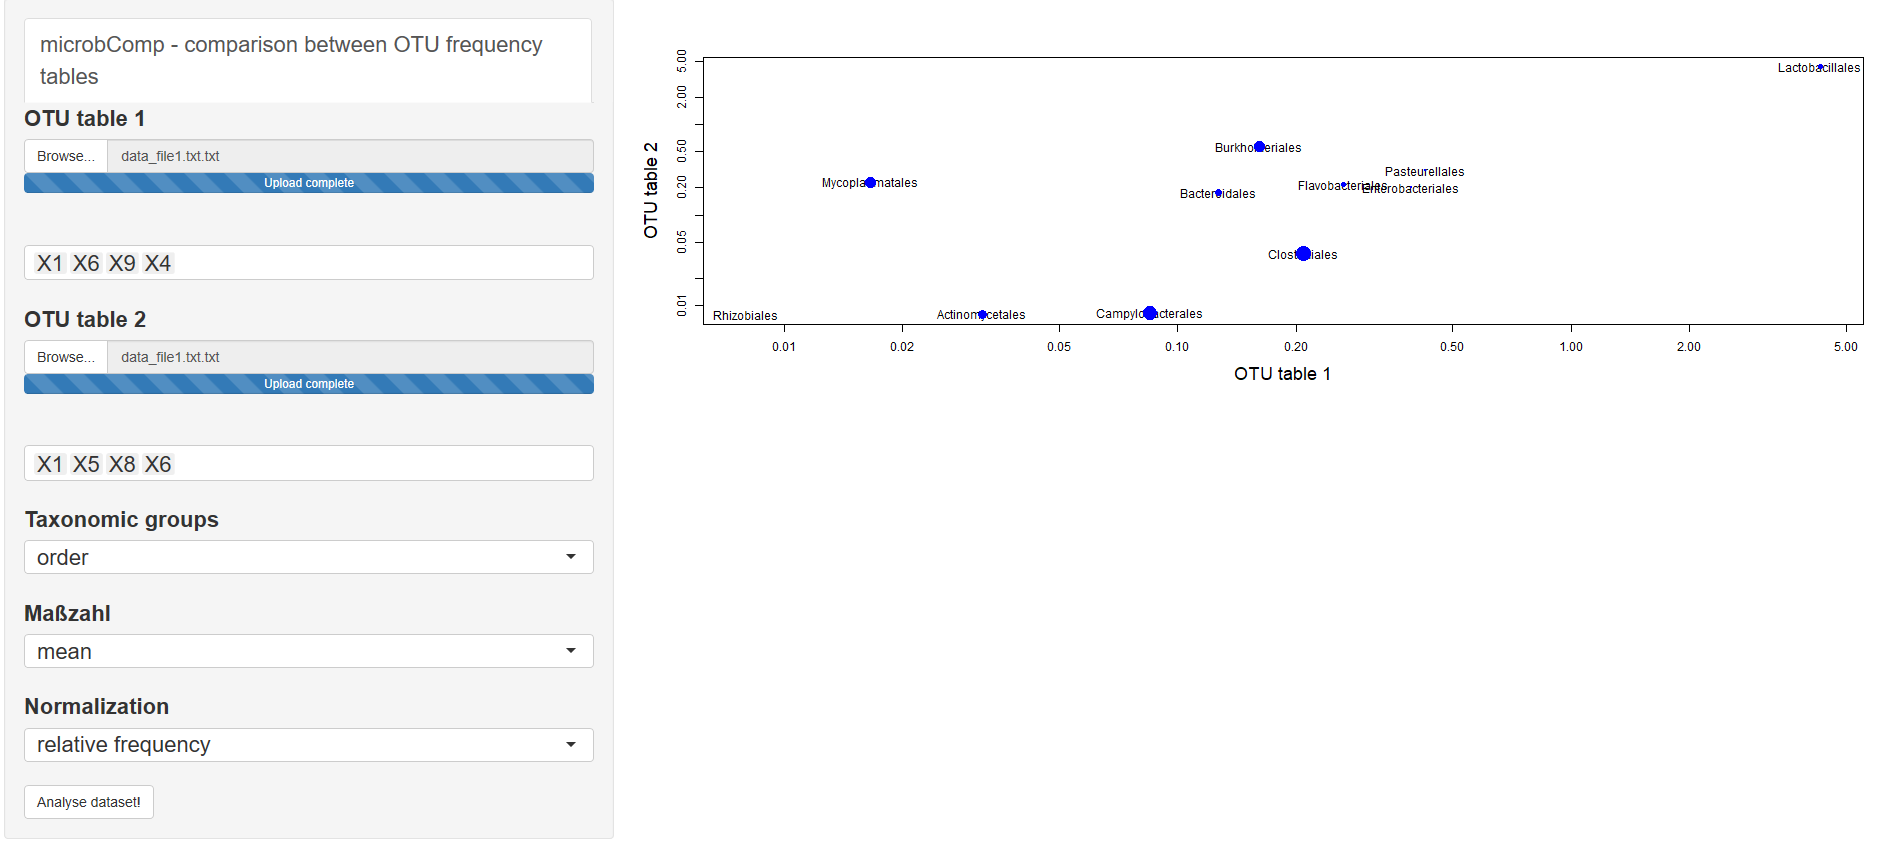 microbComp - comparison between OTU frequency
tables
OTU table 1
Browse... data_file1.txt.txt
Upload complete
X1 X6 X9 X4
OTU table 2
Browse... data_file1.txt.txt
Upload complete
X1 X5 X8 X6
Taxonomic groups
order
Maßzahl
mean
Normalization
relative frequency
Analyse dataset!
OTU table 2
5.00
2.00
0.50
0.20
0.05
0.01
Lactobacillales
Burkholderiales
Pasteurellales
Mycoplasmatales
Flavobacteriales
Enterobacteriales
Bacteroidales
Clostridiales
Campylobacterales
Actinomycetales
Rhizobiales
0.01 0.02 0.05 0.10 0.20 0.50 1.00 2.00 5.00
OTU table 1